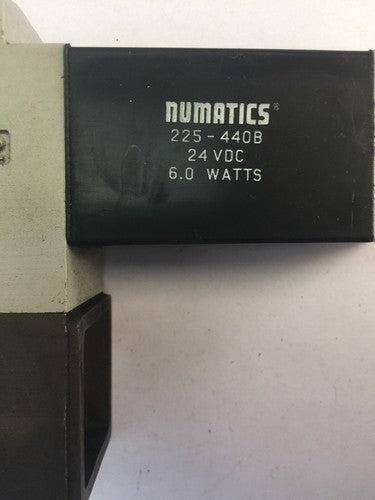 numatics®
225-440B
24 VDC
6.0 WATTS